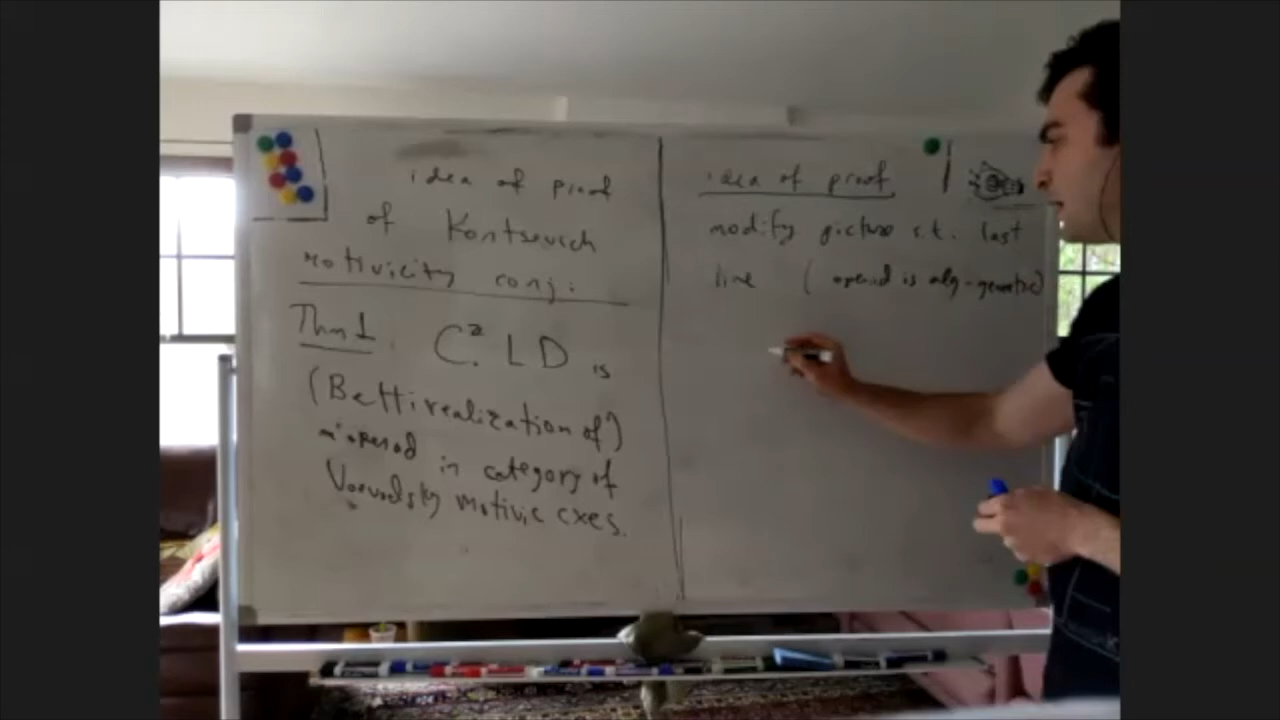 idea of proof
of Kontsevich
motivicity conj.
Thm 1 C. LD is
(Betti realization of)
operad in category of
Voevodsky motivic cxes.
idea of proof
modify picture s.t. last
line ( operad is alg-geometric)